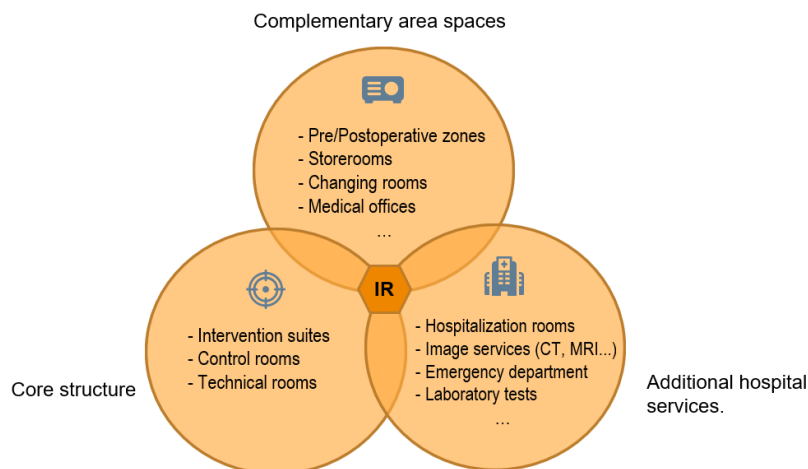 Complementary area spaces
- Pre/Postoperative zones
- Storerooms
- Changing rooms
- Medical offices
...
IR
- Intervention suites
- Control rooms
- Technical rooms
Core structure
- Hospitalization rooms
- Image services (CT, MRI...)
- Emergency department
- Laboratory tests
...
Additional hospital
services.